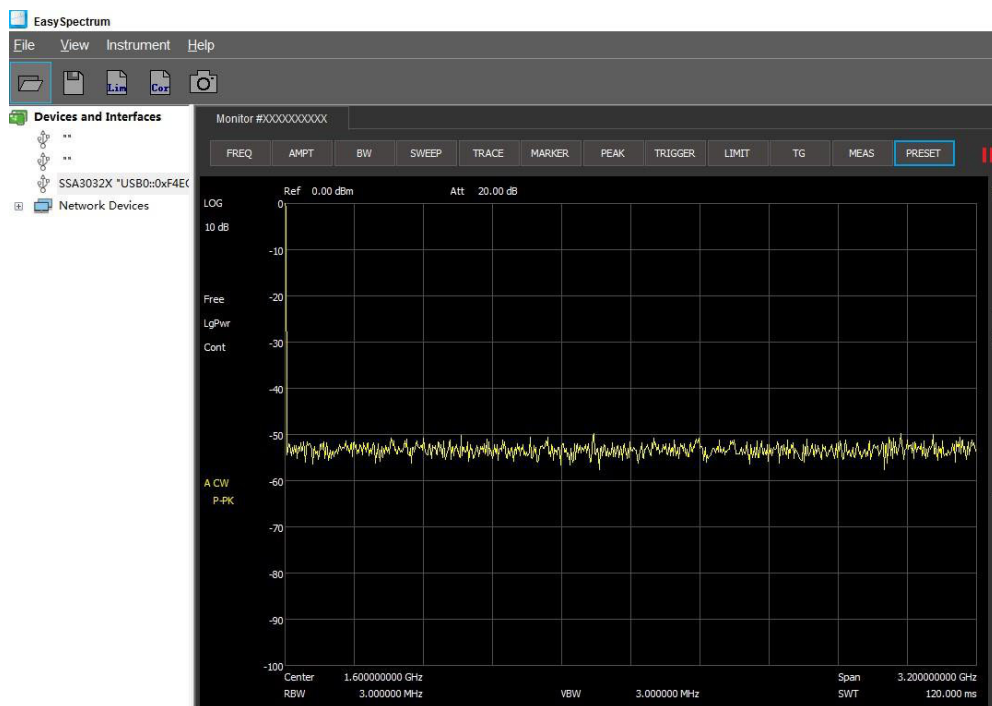 EasySpectrum
File View Instrument Help
Lim Cor
Devices and Interfaces
""
""
SSA3032X "USB0::0xF4EC
Network Devices
Monitor #XXXXXXXXXX
FREQ AMPT BW SWEEP TRACE MARKER PEAK TRIGGER LIMIT TG MEAS PRESET
Ref 0.00 dBm Att 20.00 dB
LOG
10 dB
Free
LgPwr
Cont
A CW
P-PK
0
-10
-20
-30
-40
-50
-60
-70
-80
-90
-100
Center 1.600000000 GHz Span 3.200000000 GHz
RBW 3.000000 MHz VBW 3.000000 MHz SWT 120.000 ms